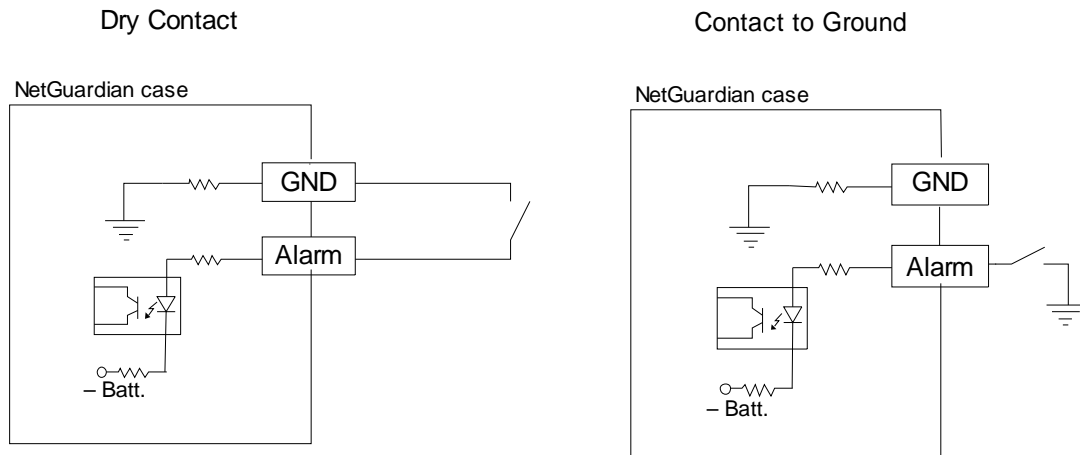 Dry Contact
NetGuardian case
GND
Alarm
– Batt.
Contact to Ground
NetGuardian case
GND
Alarm
– Batt.